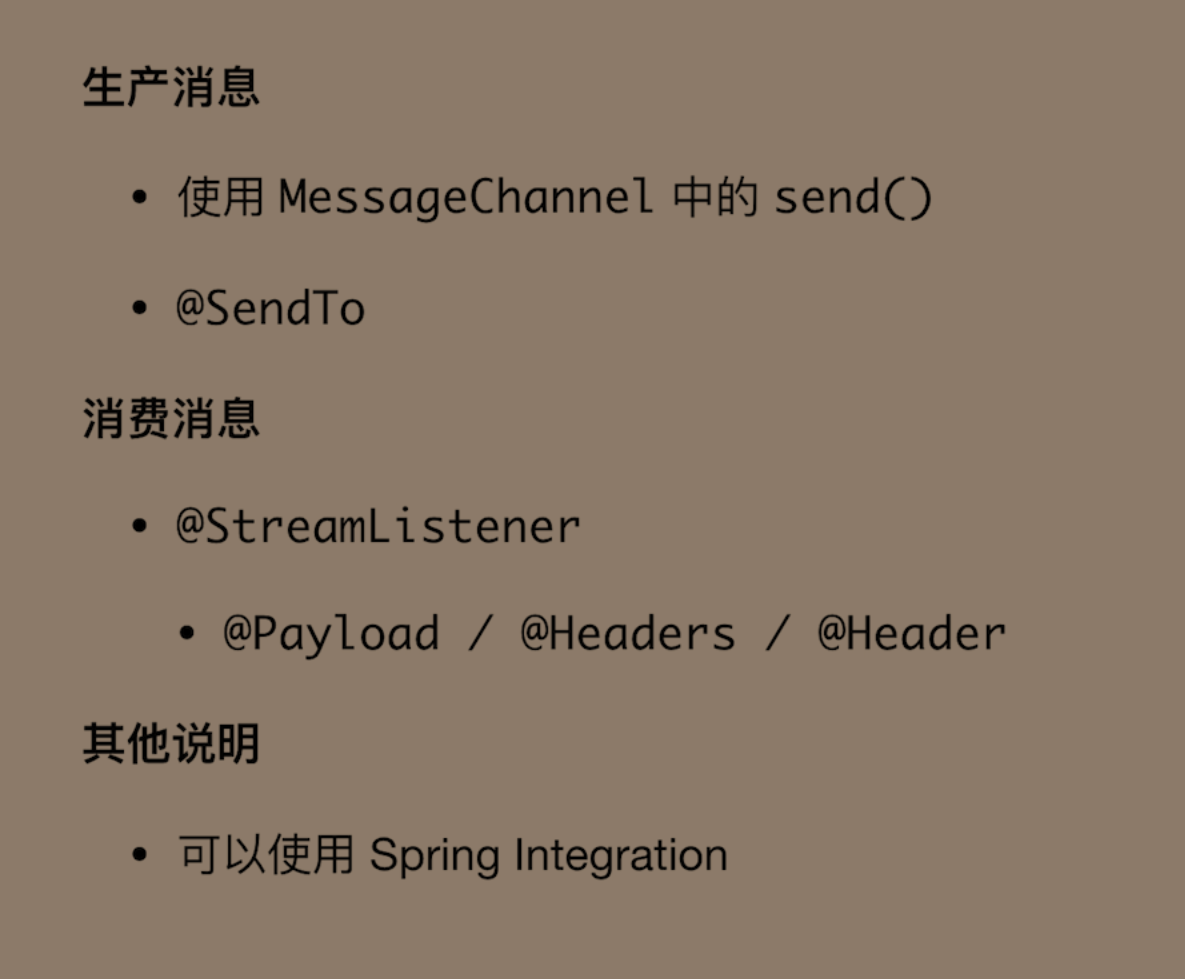 生产消息
• 使用 MessageChannel 中的 send()
• @SendTo
消费消息
• @StreamListener
• @Payload / @Headers / @Header
其他说明
• 可以使用 Spring Integration